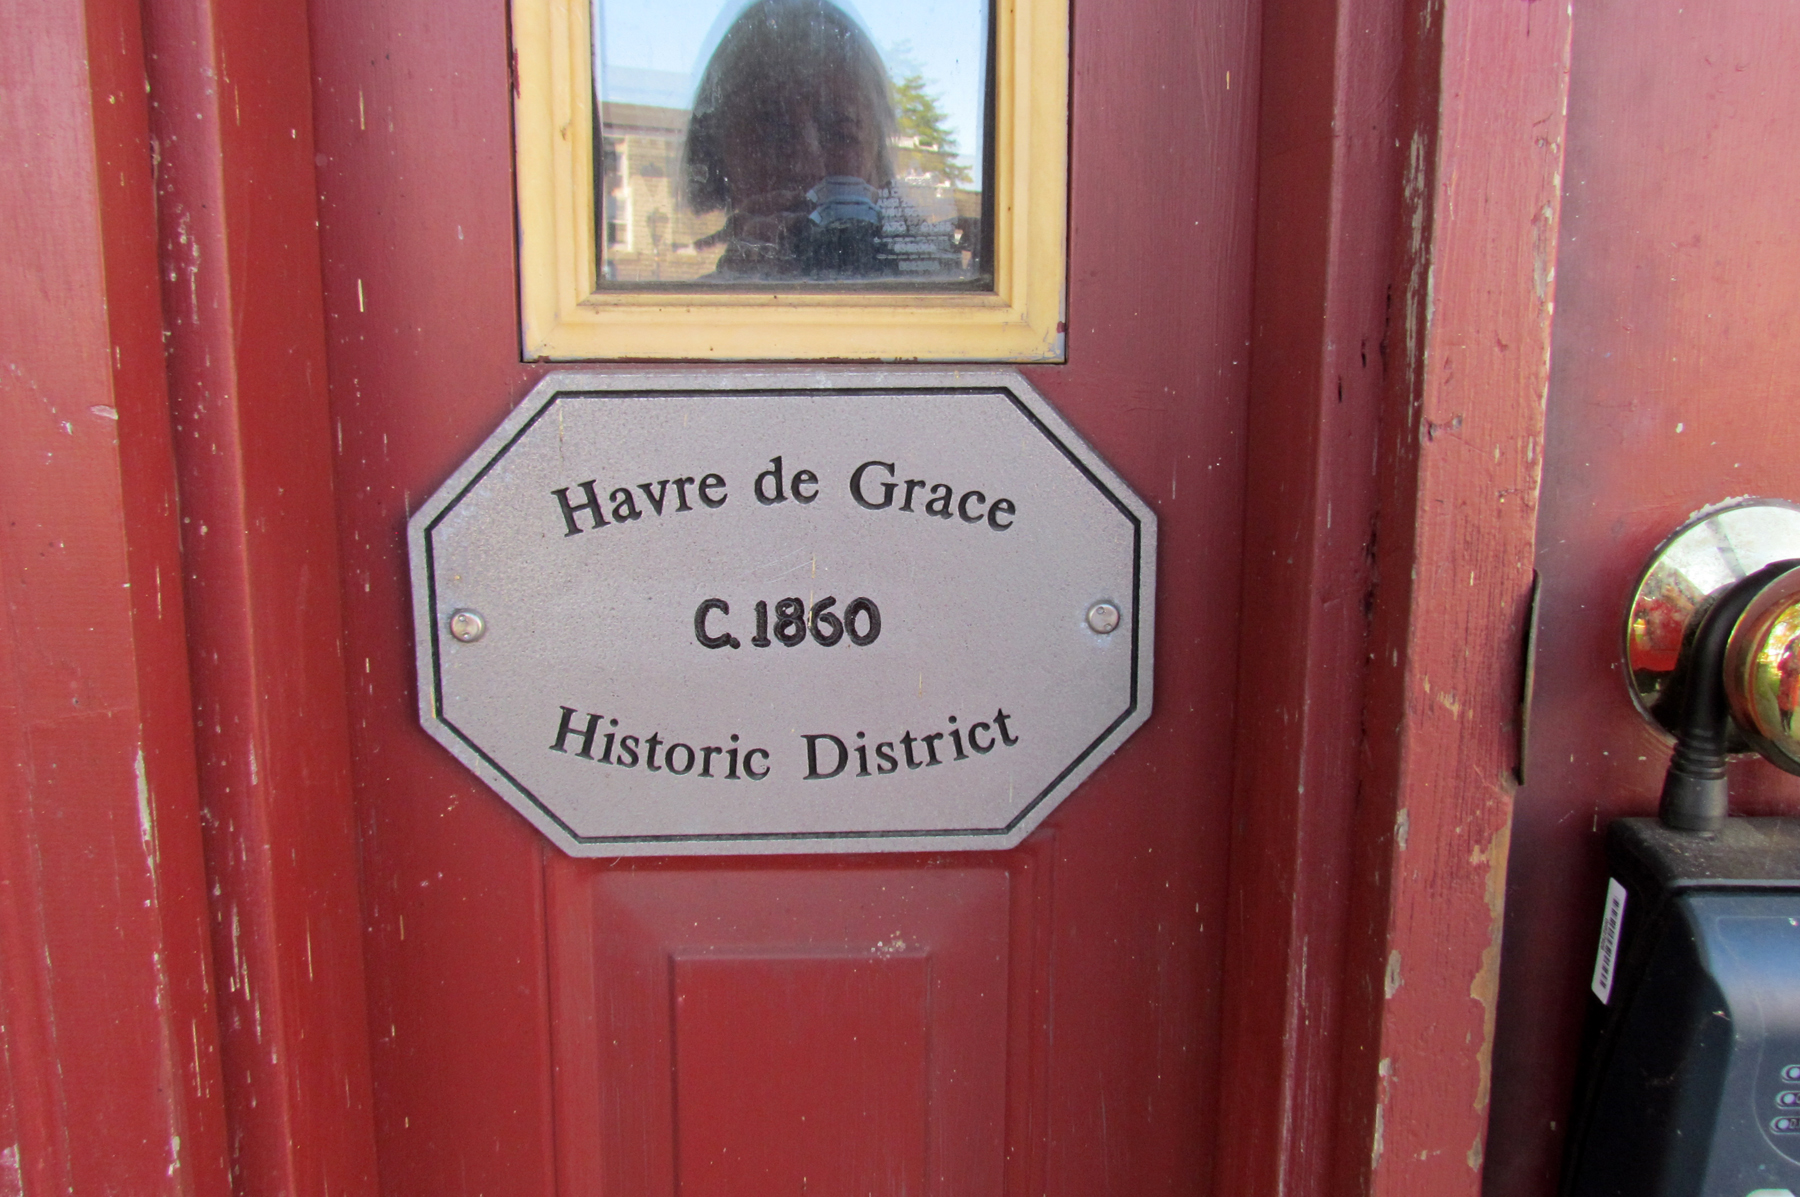 Havre de Grace
C. 1860
Historic District